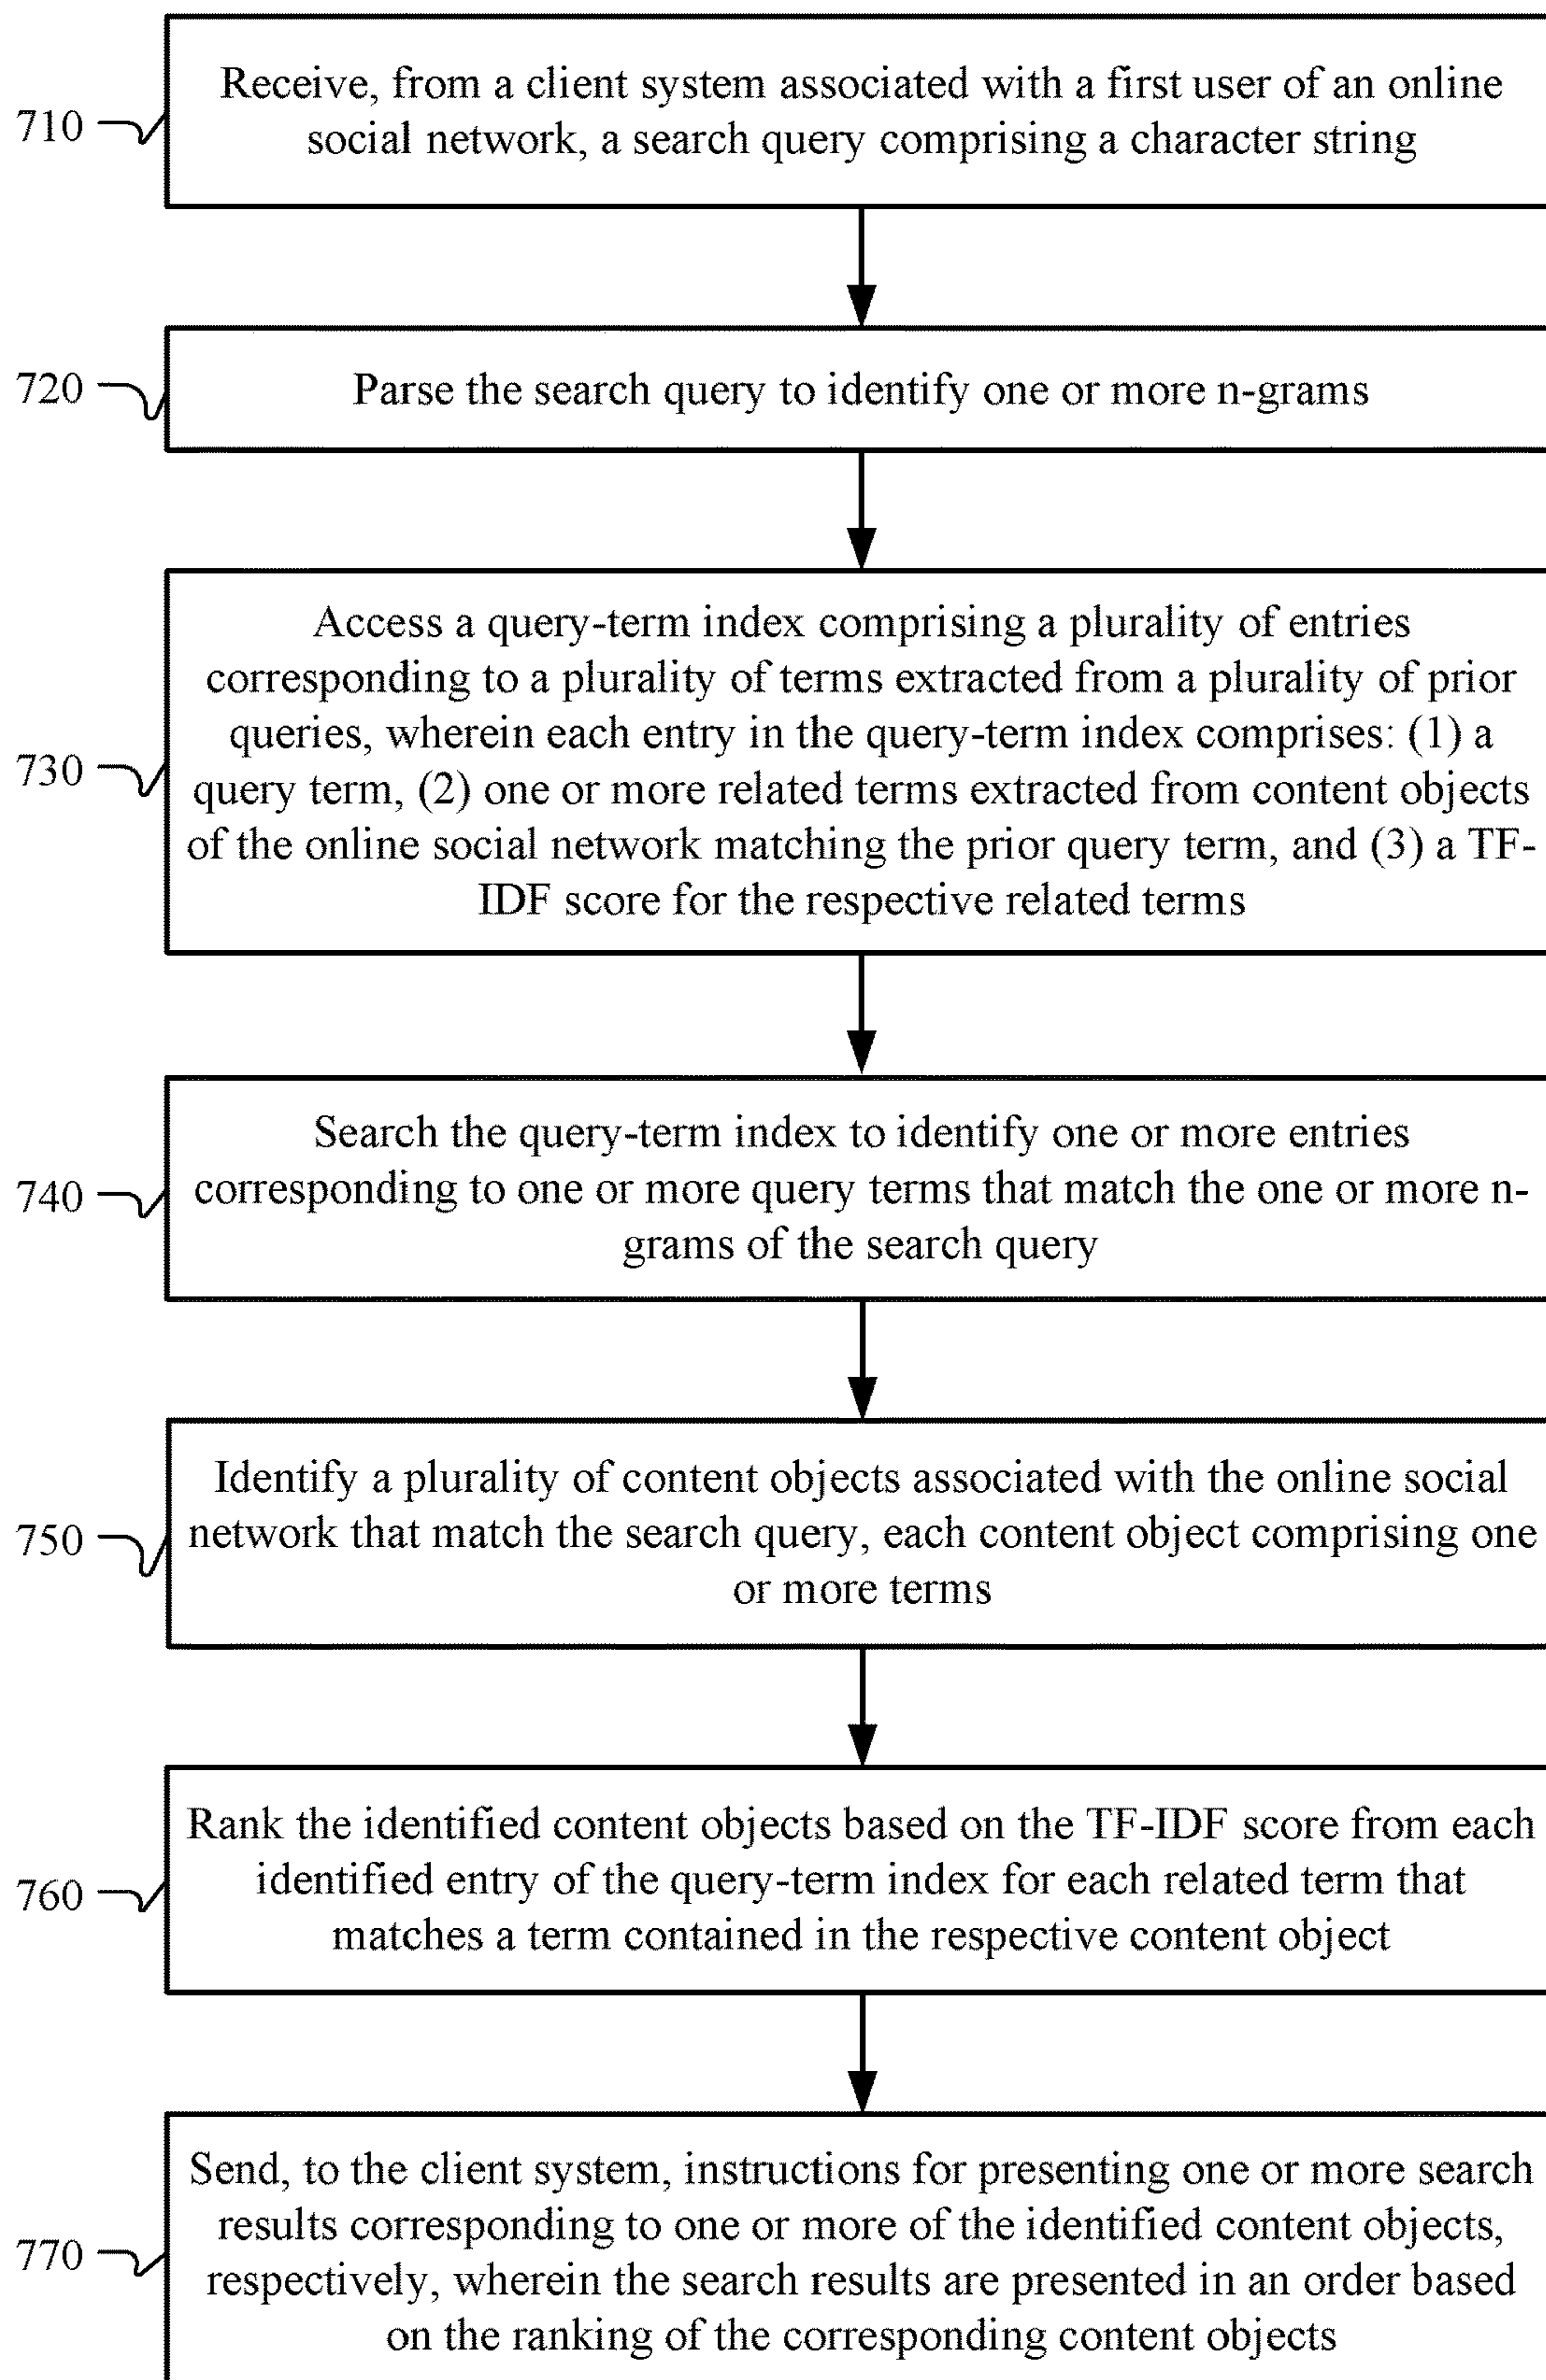 710
Receive, from a client system associated with a first user of an online
social network, a search query comprising a character string
720
Parse the search query to identify one or more n-grams
730
Access a query-term index comprising a plurality of entries
corresponding to a plurality of terms extracted from a plurality of prior
queries, wherein each entry in the query-term index comprises: (1) a
query term, (2) one or more related terms extracted from content objects
of the online social network matching the prior query term, and (3) a TF-
IDF score for the respective related terms
740
Search the query-term index to identify one or more entries
corresponding to one or more query terms that match the one or more n-
grams of the search query
750
Identify a plurality of content objects associated with the online social
network that match the search query, each content object comprising one
or more terms
760
Rank the identified content objects based on the TF-IDF score from each
identified entry of the query-term index for each related term that
matches a term contained in the respective content object
770
Send, to the client system, instructions for presenting one or more search
results corresponding to one or more of the identified content objects,
respectively, wherein the search results are presented in an order based
on the ranking of the corresponding content objects